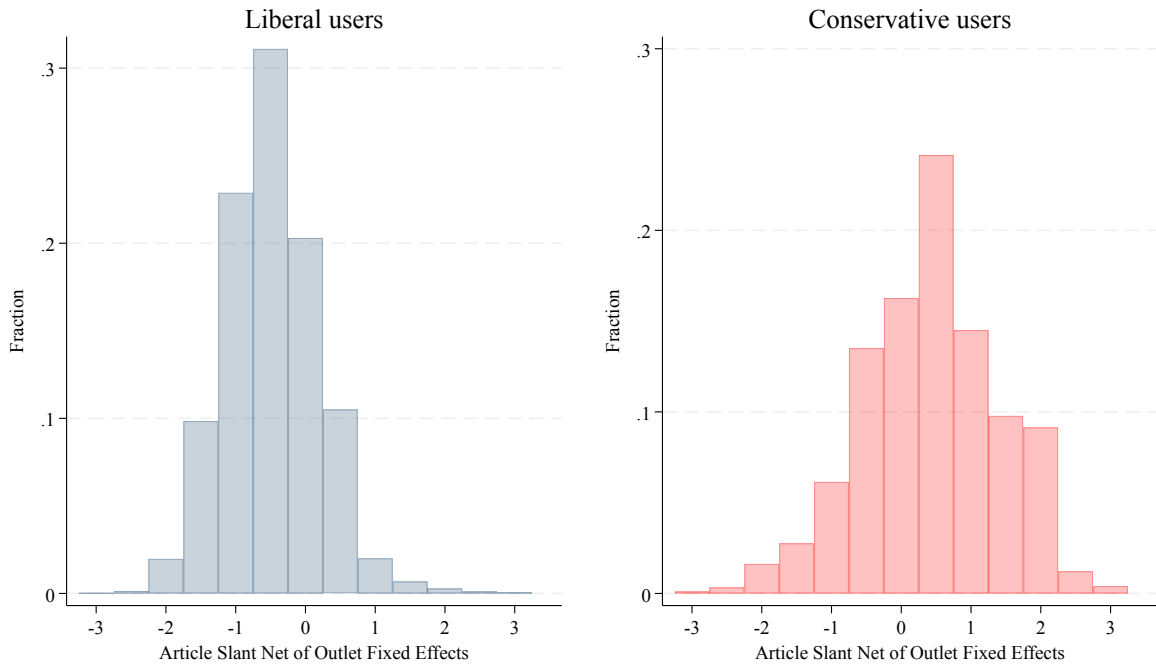 Liberal users
Fraction
.3
.2
.1
0
-3 -2 -1 0 1 2 3
Article Slant Net of Outlet Fixed Effects
Conservative users
Fraction
.3
.2
.1
0
-3 -2 -1 0 1 2 3
Article Slant Net of Outlet Fixed Effects